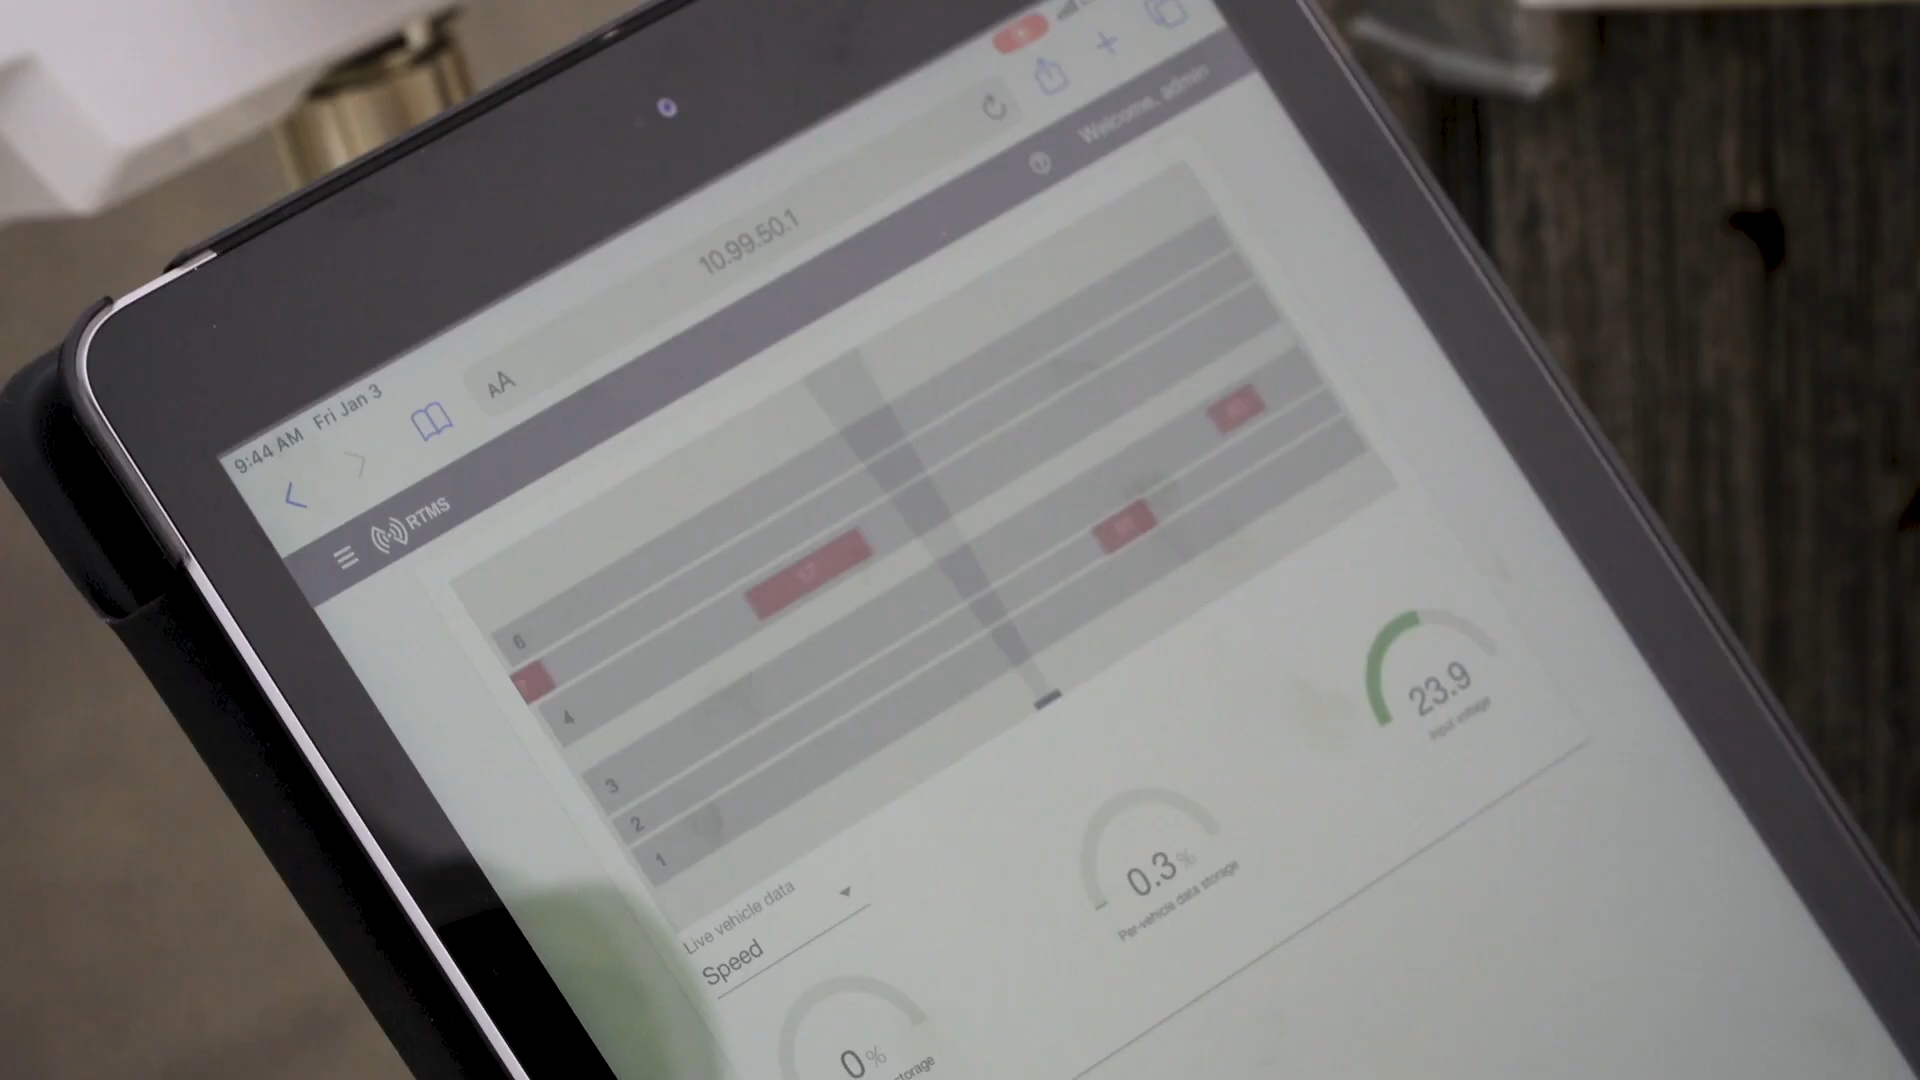 9:44 AM Fri Jan 3
AA
10.99.50.1
RTMS
Welcome, admin
6
4
3
2
1
Live vehicle data
Speed
23.9
Input voltage
0.3 %
Per-vehicle data storage
0 %
storage